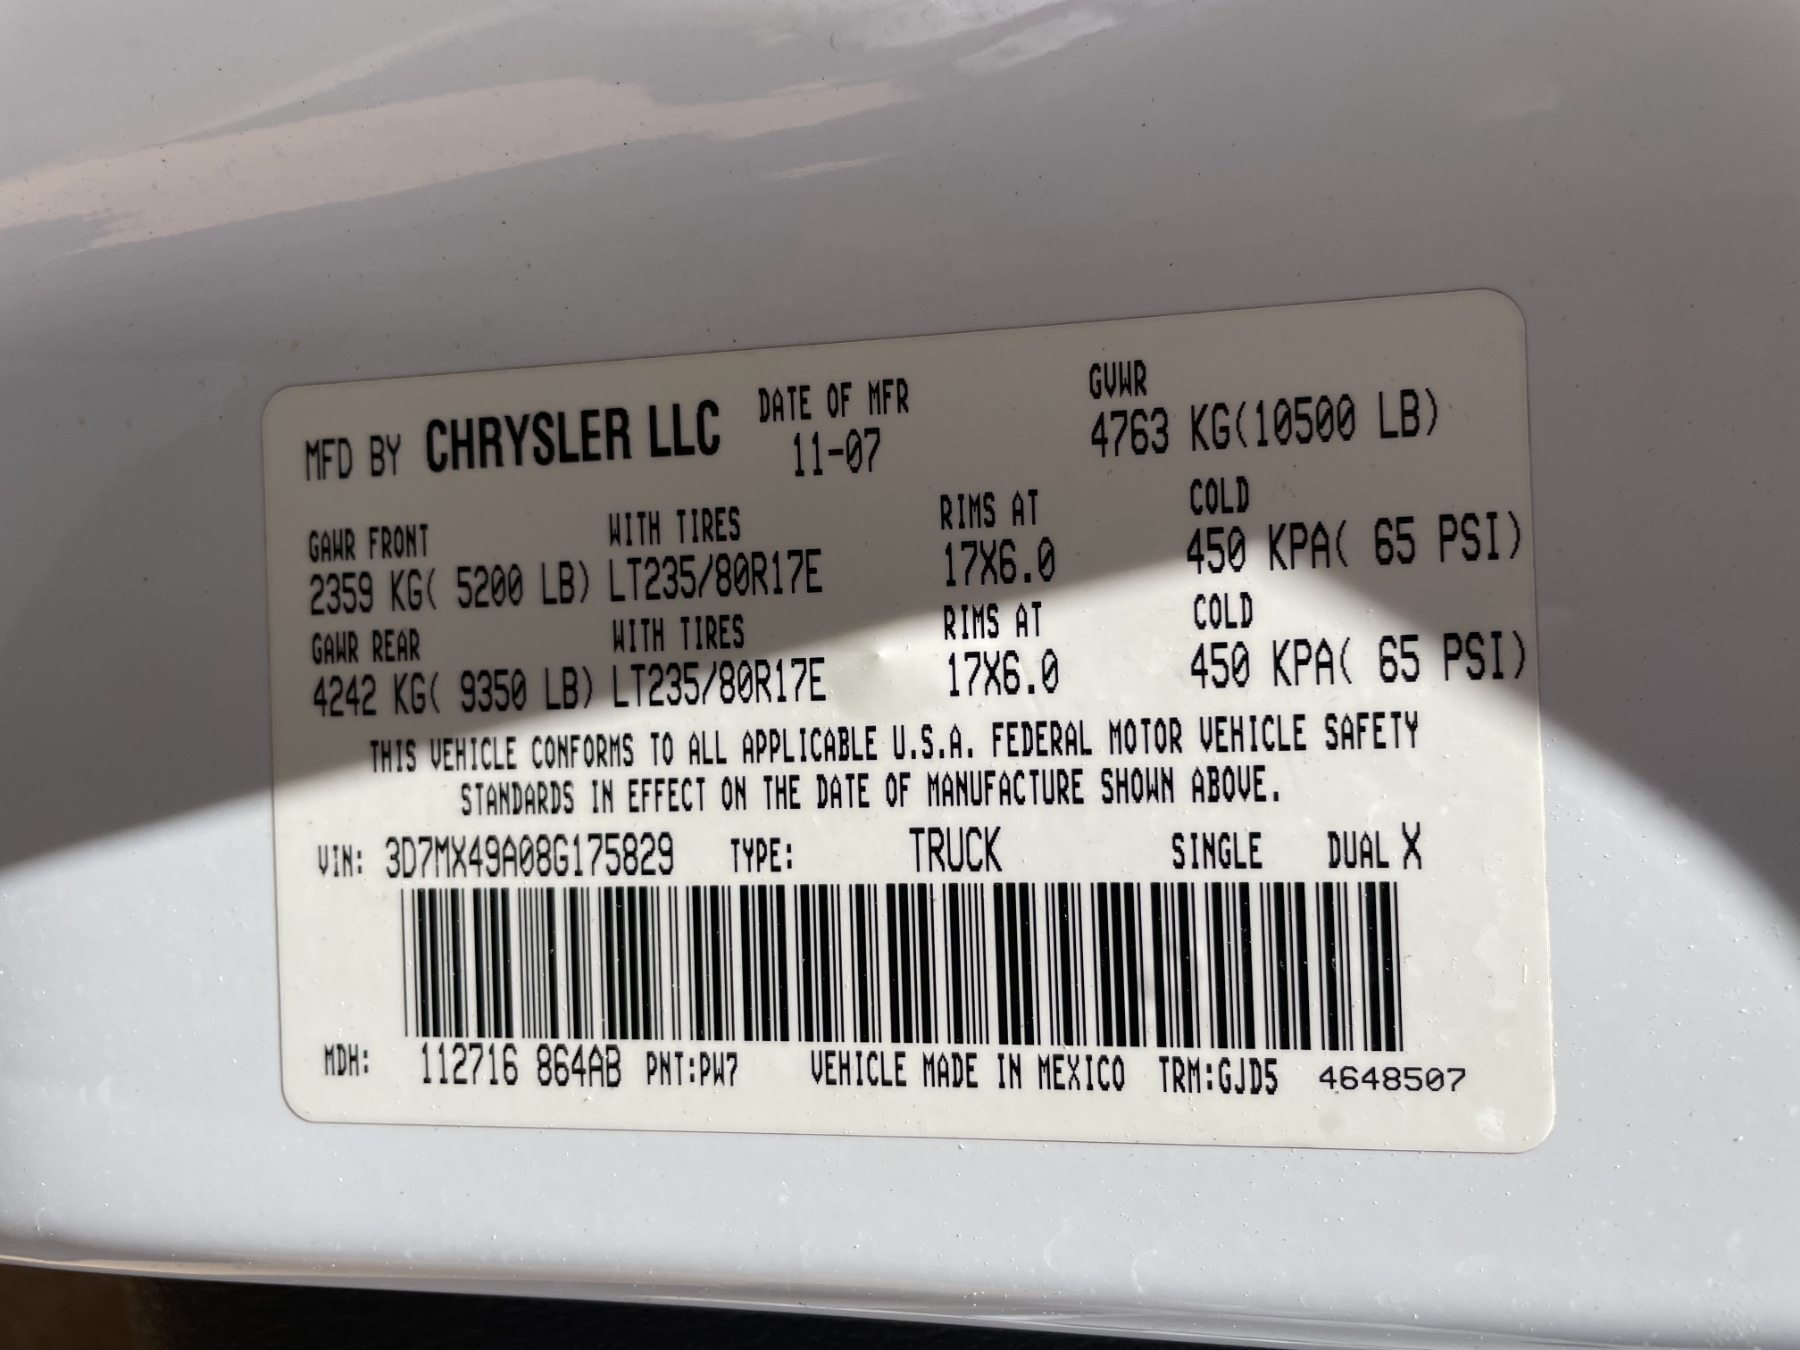 MFD BY CHRYSLER LLC DATE OF MFR GVWR
11-07 4763 KG(10500 LB)
GAWR FRONT WITH TIRES RIMS AT COLD
2359 KG( 5200 LB) LT235/80R17E 17X6.0 450 KPA( 65 PSI)
GAWR REAR WITH TIRES RIMS AT COLD
4242 KG( 9350 LB) LT235/80R17E 17X6.0 450 KPA( 65 PSI)
THIS VEHICLE CONFORMS TO ALL APPLICABLE U.S.A. FEDERAL MOTOR VEHICLE SAFETY
STANDARDS IN EFFECT ON THE DATE OF MANUFACTURE SHOWN ABOVE.
VIN: 3D7MX49A08G175829 TYPE: TRUCK SINGLE DUAL X
MDH: 112716 864AB PNT:PW7 VEHICLE MADE IN MEXICO TRM:GJD5 4648507